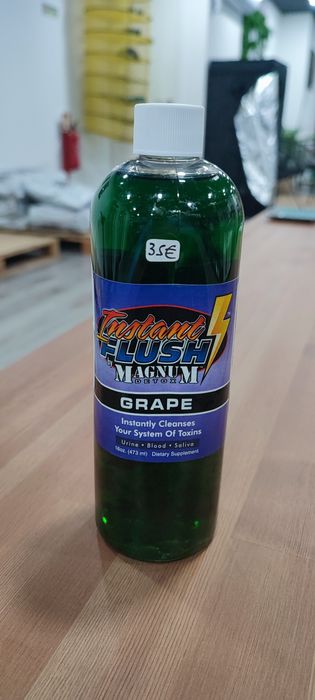 35€
Instant
FLUSH
by MAGNUM
DETOX
GRAPE
Instantly Cleanses
Your System Of Toxins
Urine • Blood • Saliva
16oz. (473 ml) Dietary Supplement